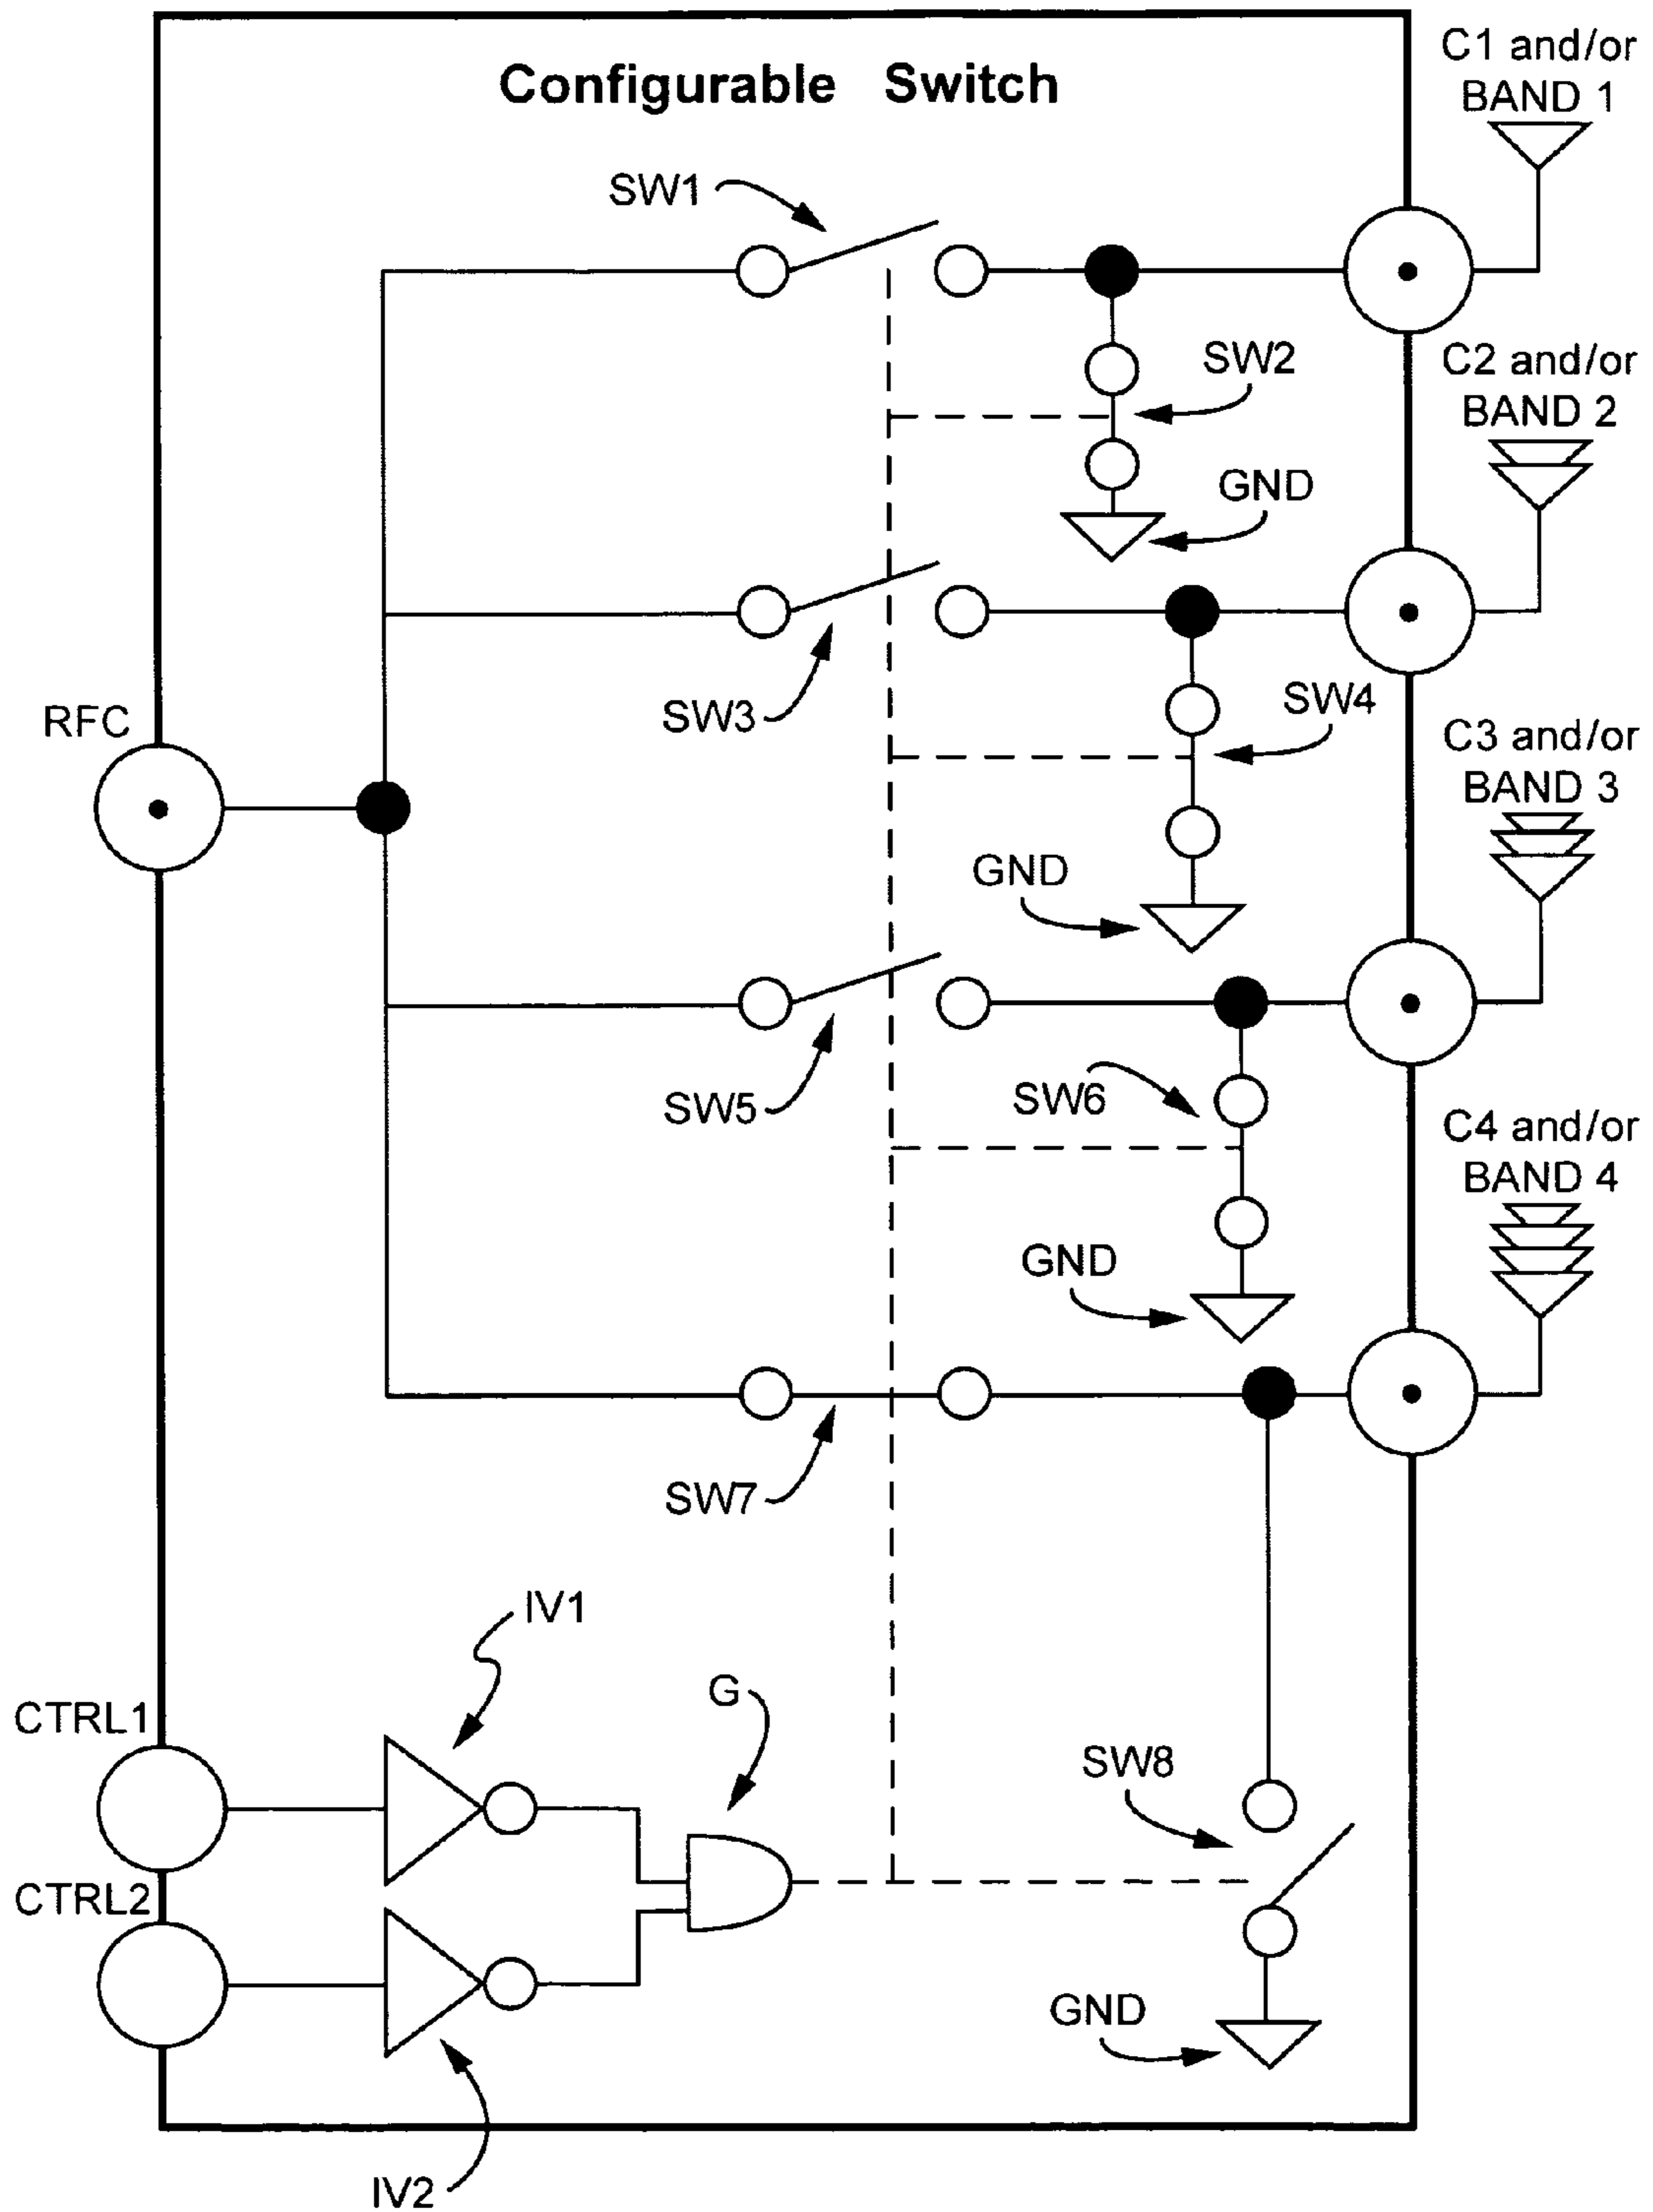 Configurable Switch
C1 and/or
BAND 1
SW1
SW2
C2 and/or
BAND 2
GND
SW3
SW4
RFC
C3 and/or
BAND 3
GND
SW5
SW6
C4 and/or
BAND 4
GND
SW7
IV1
G
CTRL1
SW8
CTRL2
GND
IV2